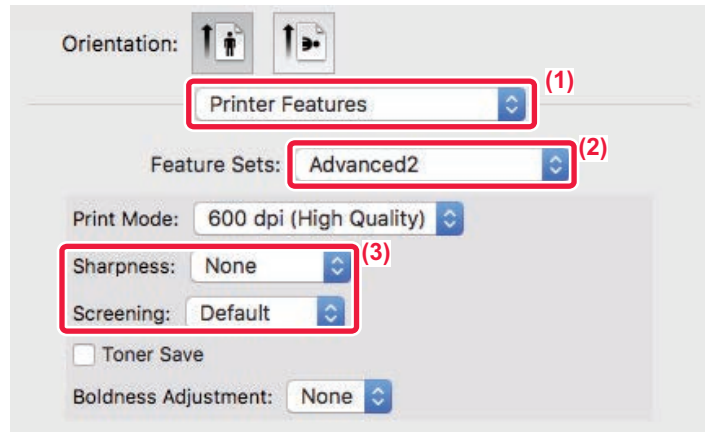 Orientation:
(1)
Printer Features
(2)
Feature Sets: Advanced2
Print Mode: 600 dpi (High Quality)
(3)
Sharpness: None
Screening: Default
Toner Save
Boldness Adjustment: None